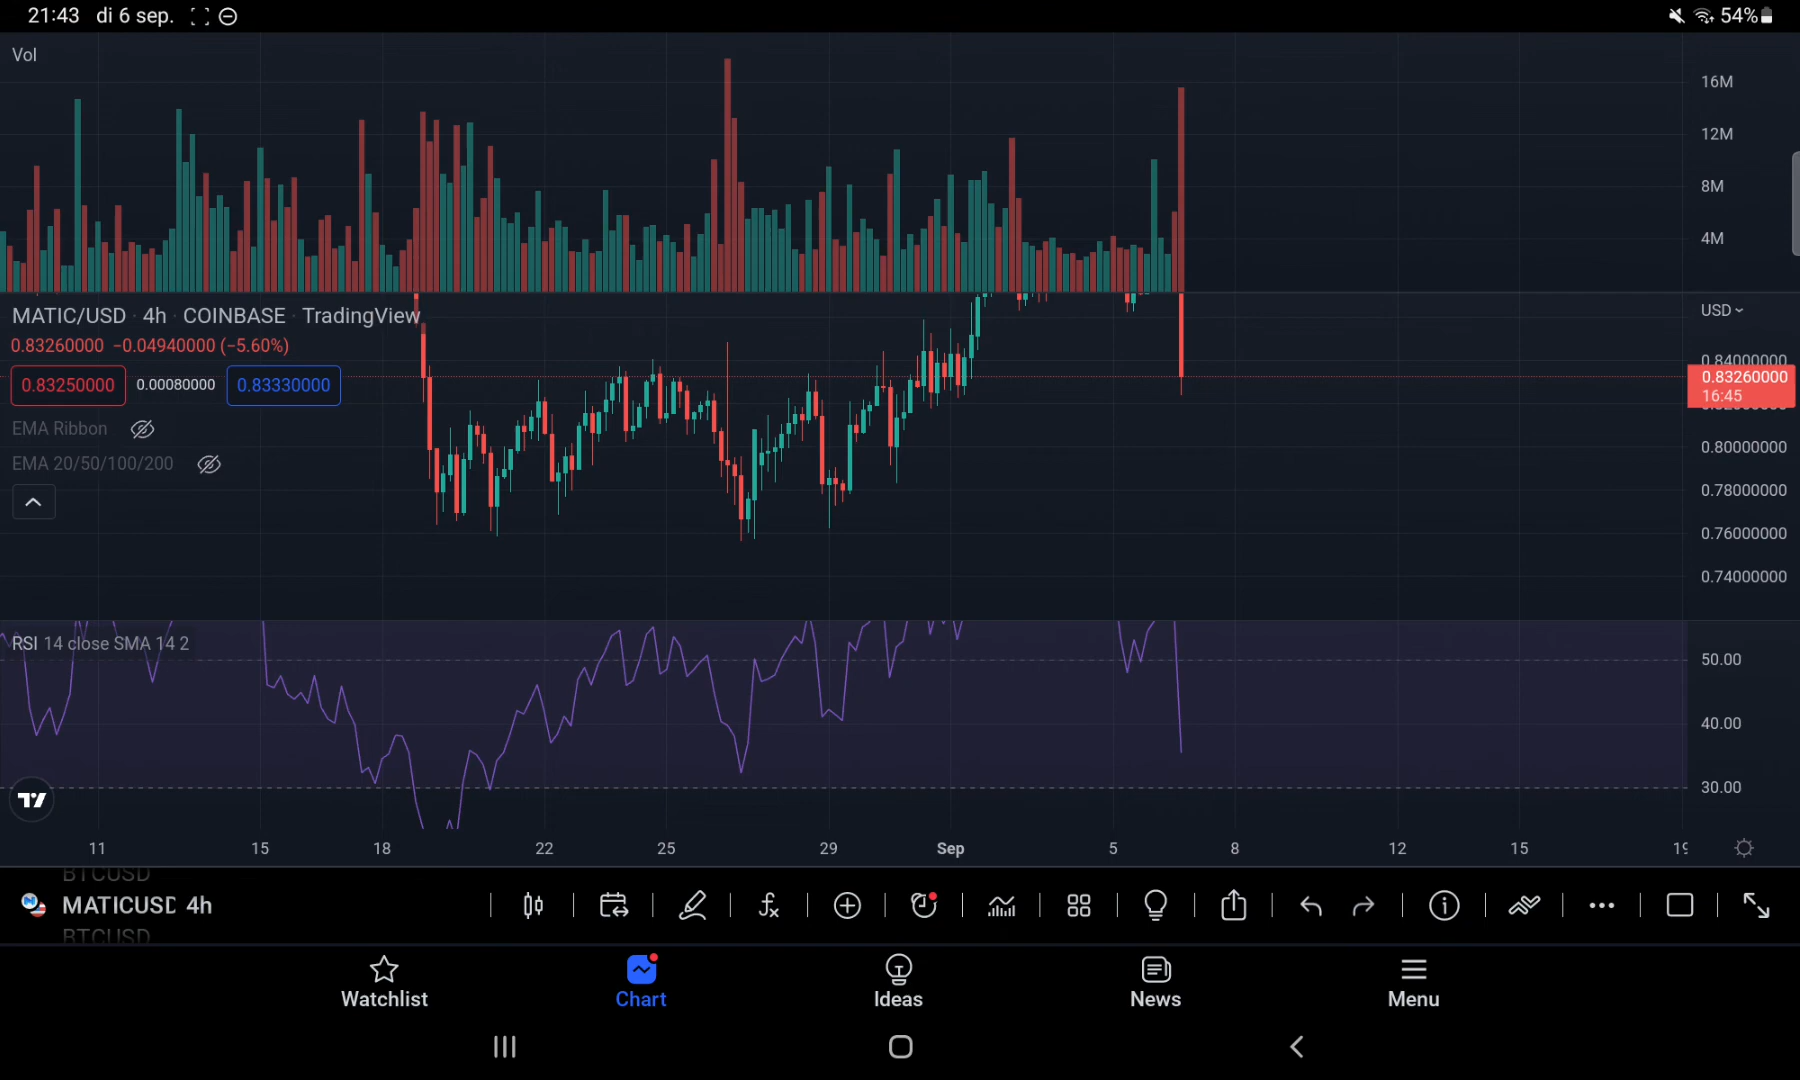 21:43 di 6 sep. 54%
Vol
16M
12M
8M
4M
MATIC/USD · 4h · COINBASE · TradingView
USD
0.83260000 −0.04940000 (−5.60%)
0.84000000
0.83250000 0.00080000 0.83330000
0.83260000
16:45
EMA Ribbon
0.80000000
EMA 20/50/100/200
0.78000000
0.76000000
0.74000000
RSI 14 close SMA 14 2
50.00
40.00
30.00
11 15 18 22 25 29 Sep 5 8 12 15
BTCUSD
MATICUSD 4h
BTCUSD
Watchlist Chart Ideas News Menu